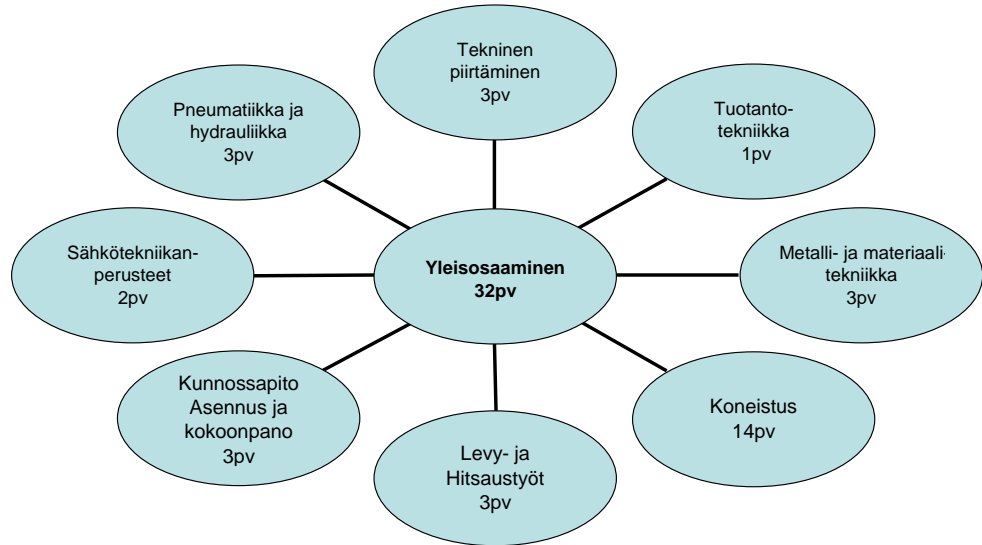 Tekninen
piirtäminen
3pv
Pneumatiikka ja
hydrauliikka
3pv
Tuotanto-
tekniikka
1pv
Sähkötekniikan-
perusteet
2pv
Yleisosaaminen
32pv
Metalli- ja materiaali-
tekniikka
3pv
Kunnossapito
Asennus ja
kokoonpano
3pv
Levy- ja
Hitsaustyöt
3pv
Koneistus
14pv